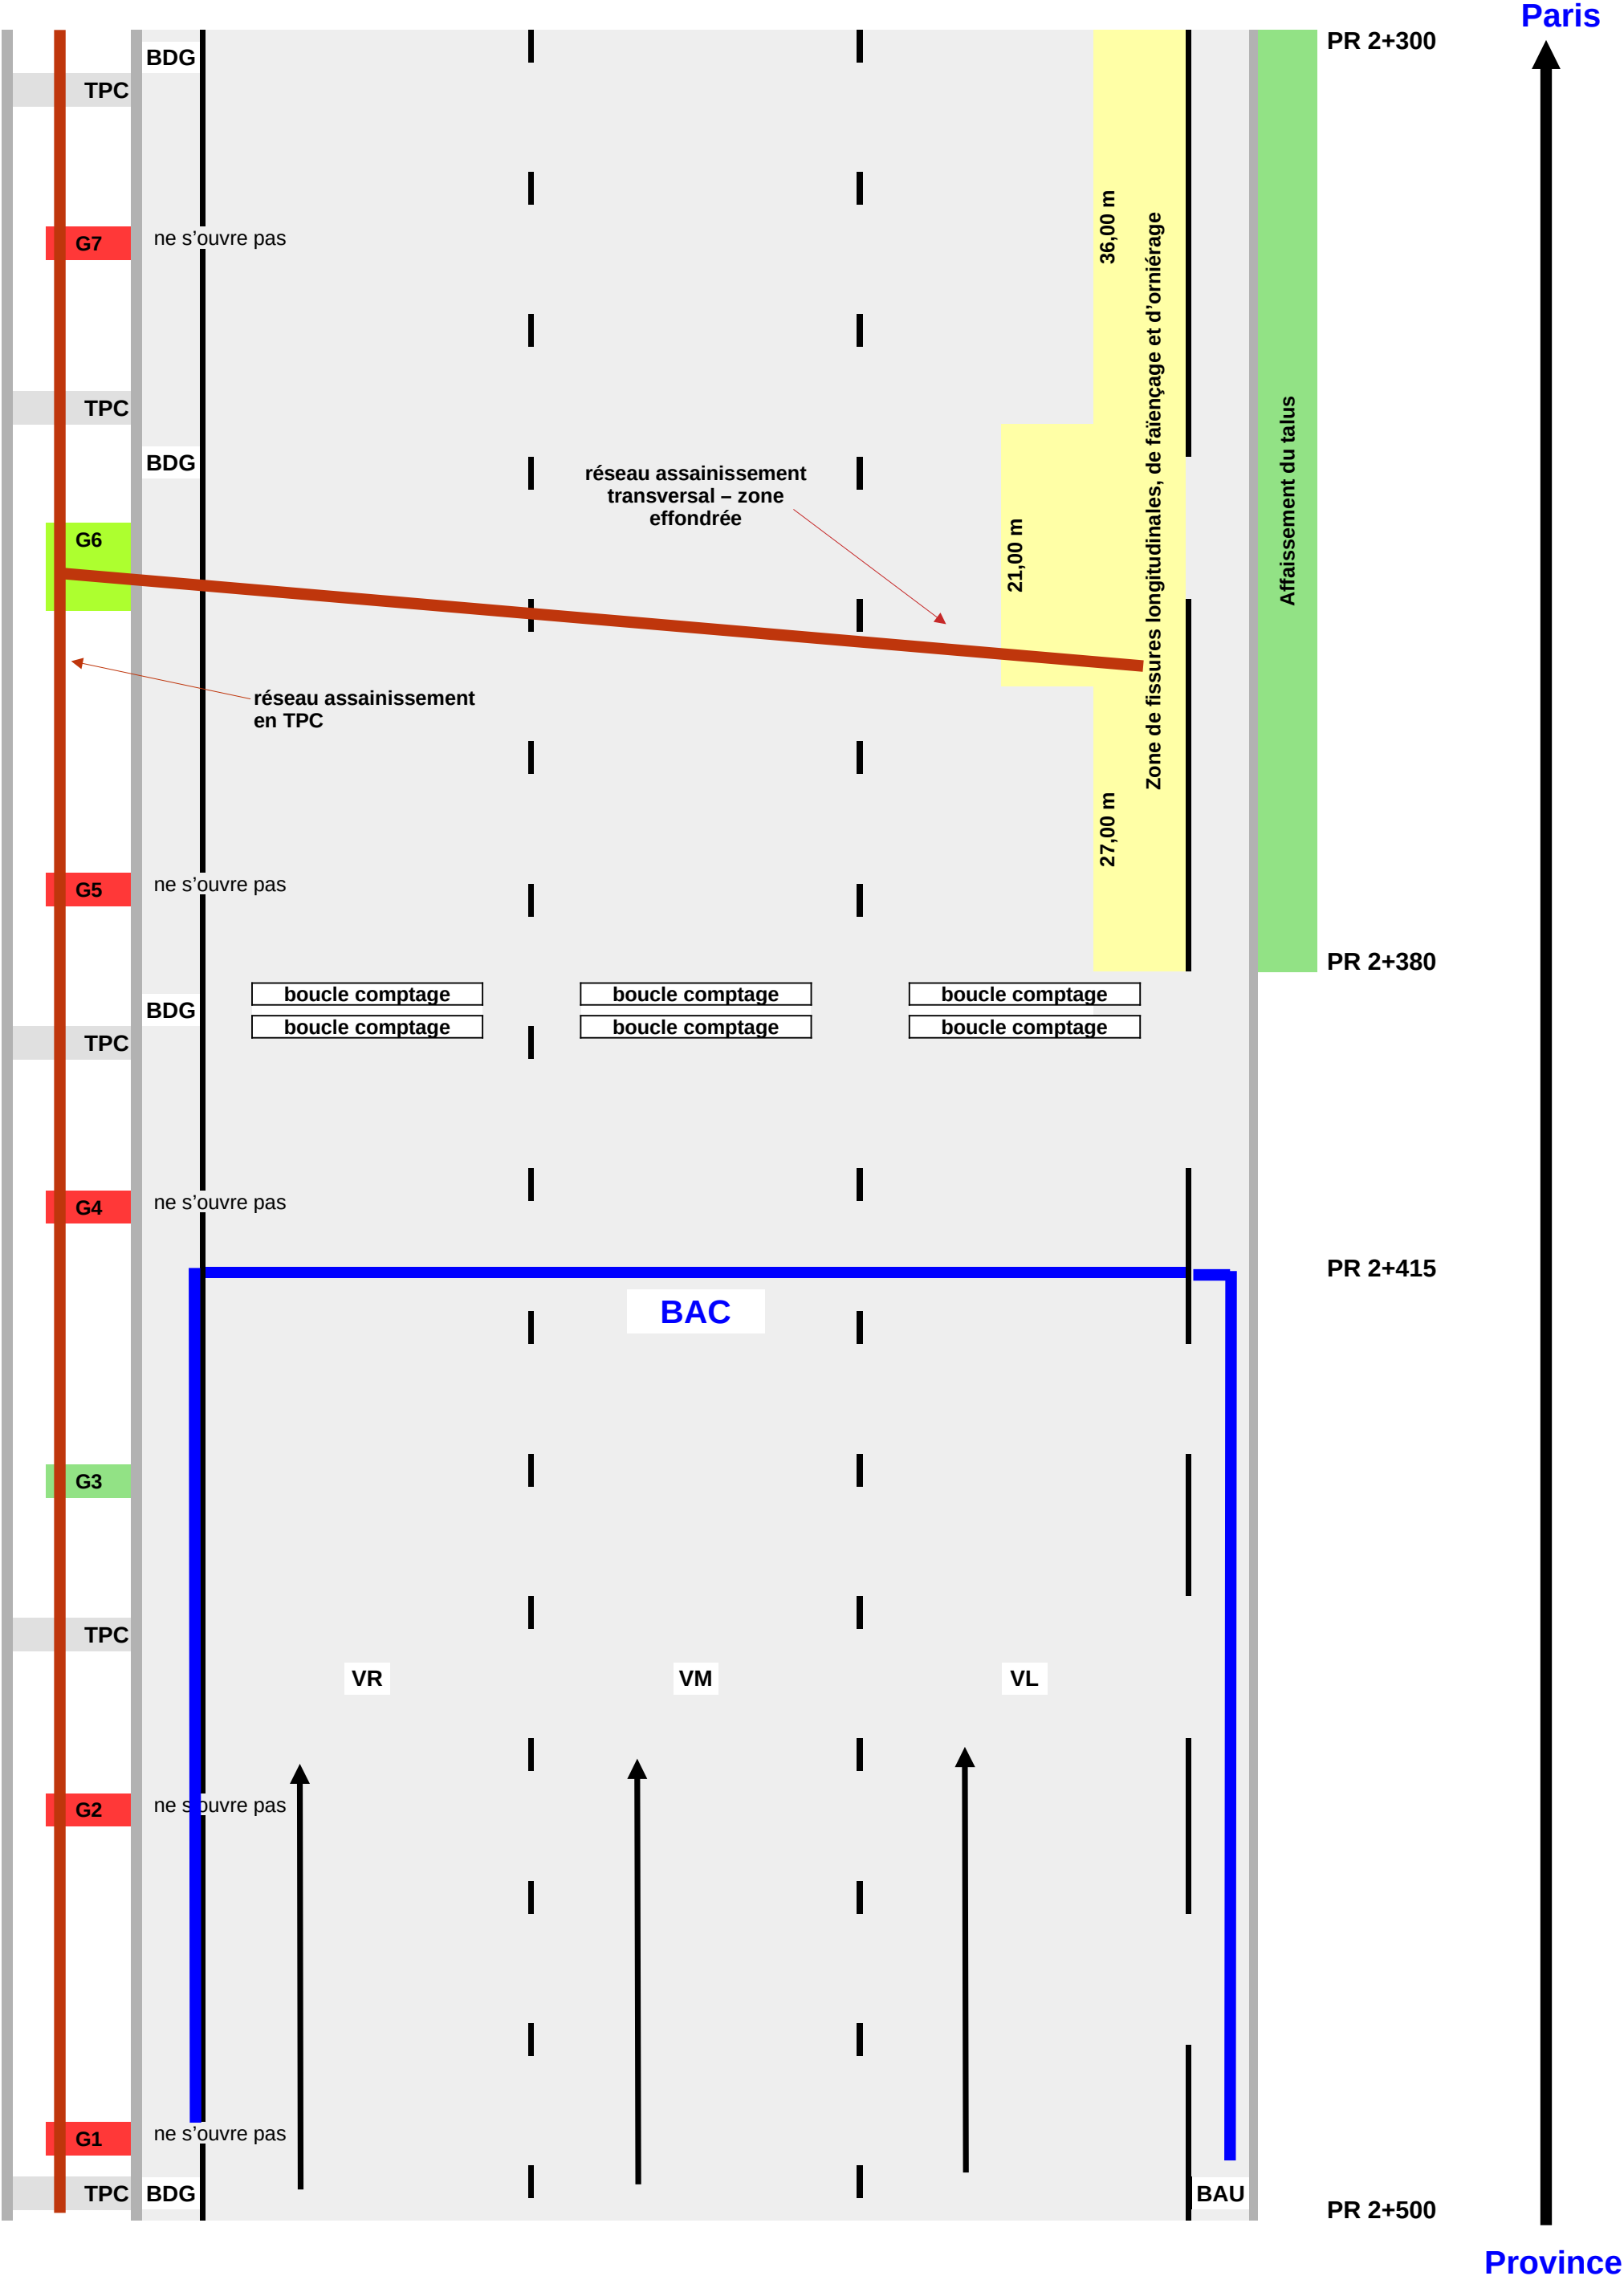 Paris
PR 2+300
BDG
TPC
36,00 m
G7
ne s'ouvre pas
Zone de fissures longitudinales, de faïençage et d'orniérage
Affaissement du talus
TPC
BDG
réseau assainissement
transversal – zone
effondrée
G6
21,00 m
réseau assainissement
en TPC
27,00 m
G5
ne s'ouvre pas
PR 2+380
boucle comptage
boucle comptage
boucle comptage
BDG
boucle comptage
boucle comptage
boucle comptage
TPC
G4
ne s'ouvre pas
PR 2+415
BAC
G3
TPC
VR
VM
VL
G2
ne s'ouvre pas
G1
ne s'ouvre pas
TPC
BDG
BAU
PR 2+500
Province